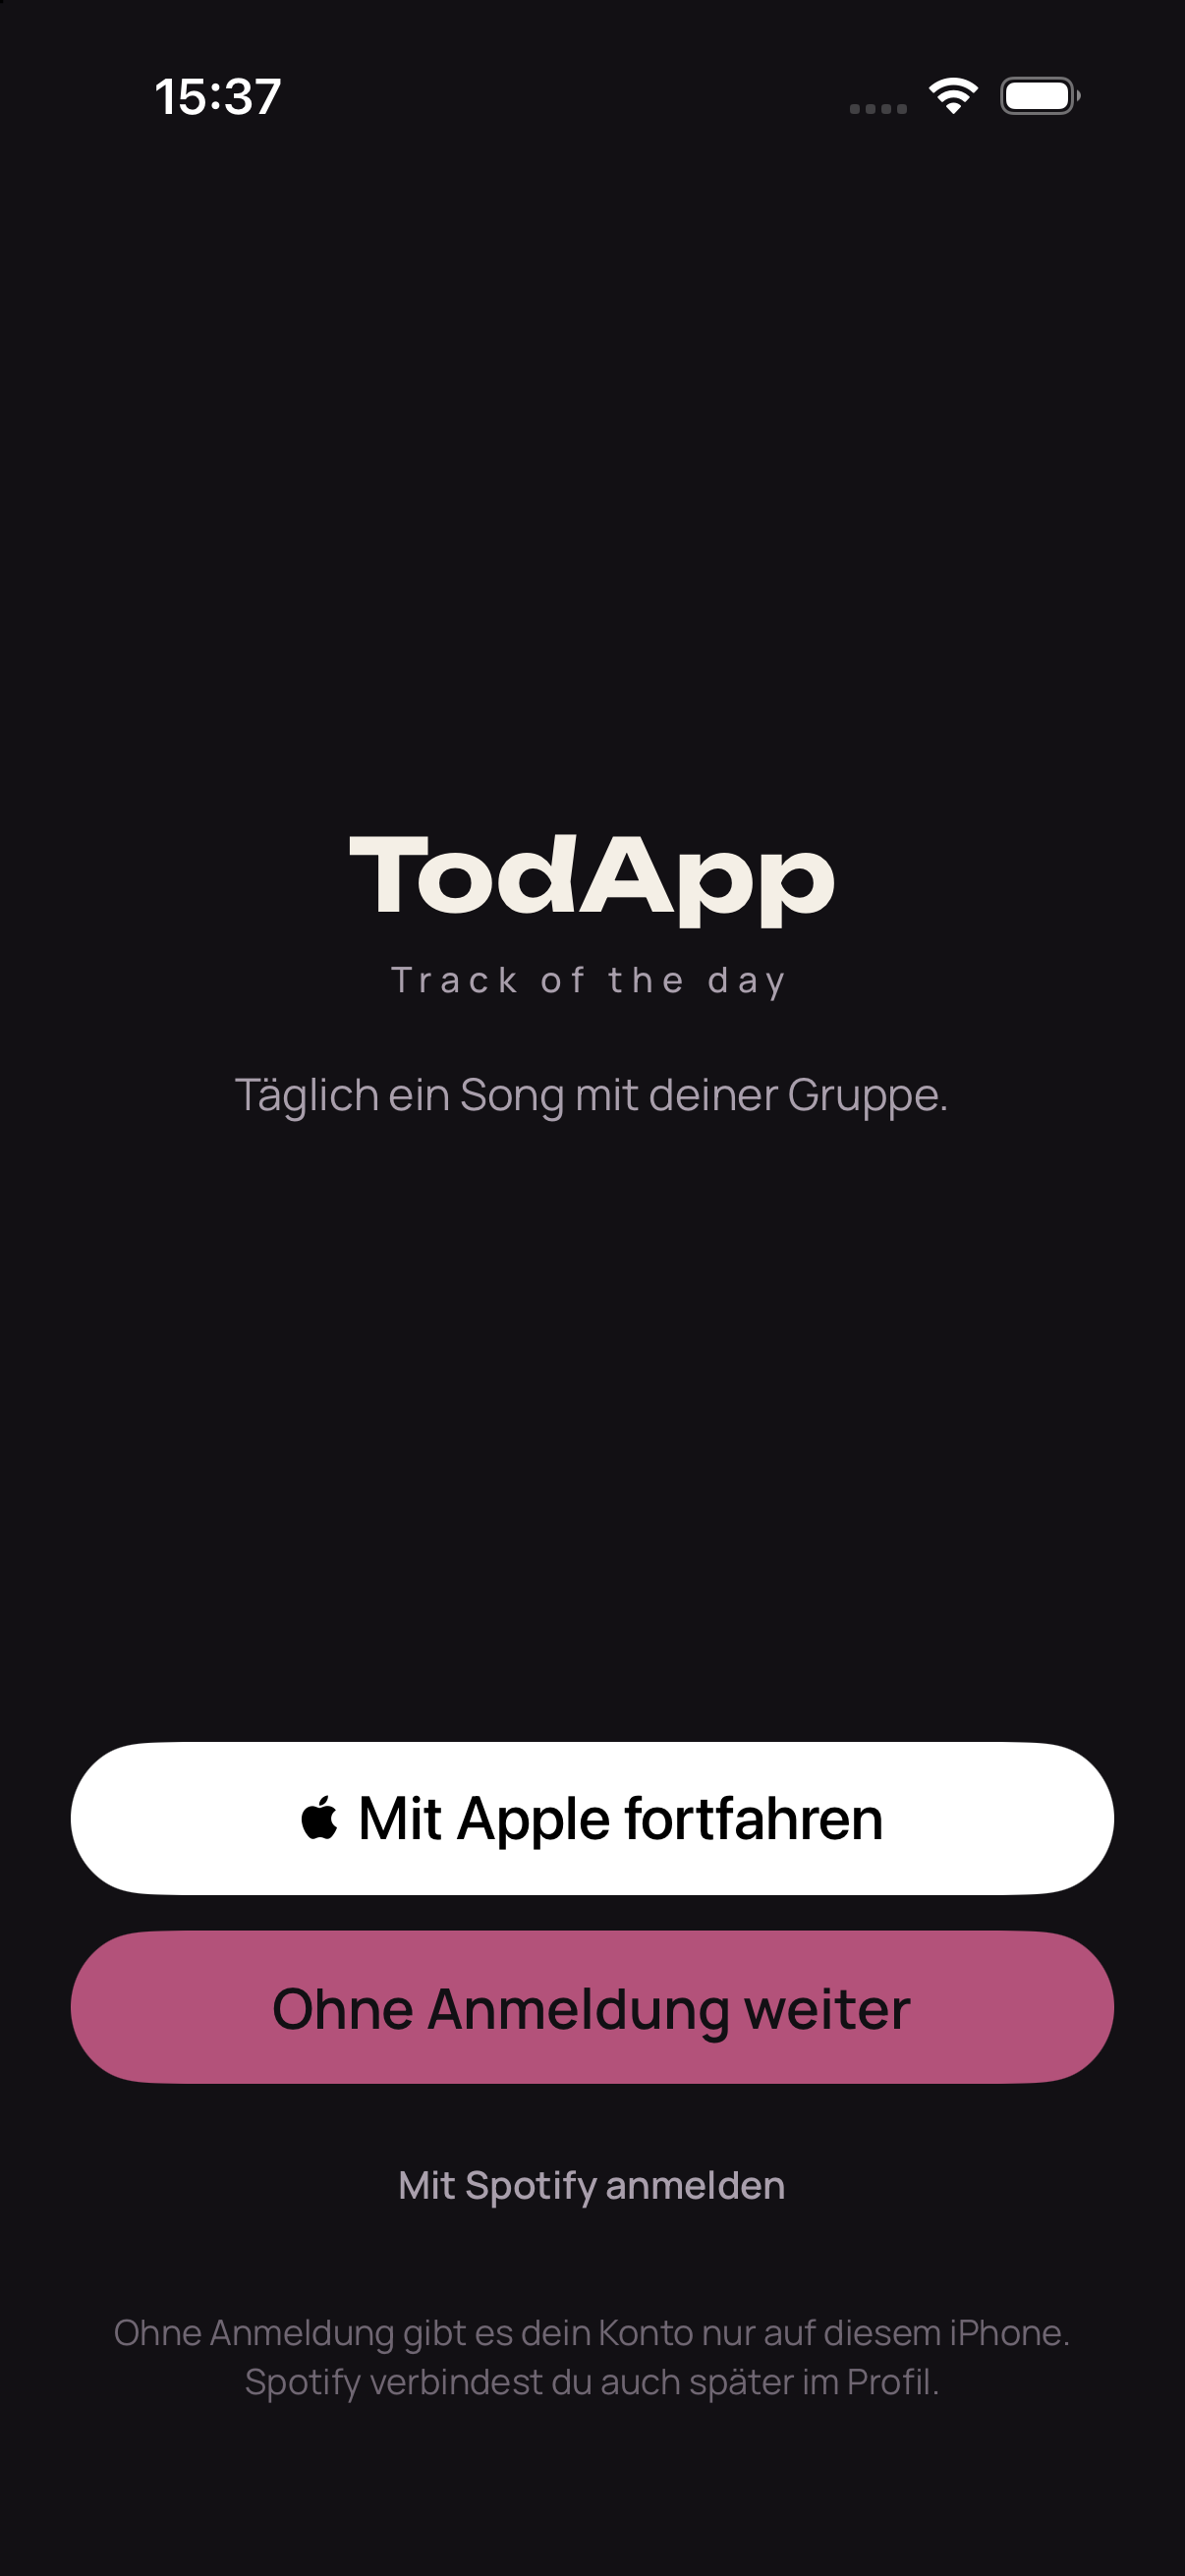 15:37
TodApp
Track of the day
Täglich ein Song mit deiner Gruppe.
Mit Apple fortfahren
Ohne Anmeldung weiter
Mit Spotify anmelden
Ohne Anmeldung gibt es dein Konto nur auf diesem iPhone.
Spotify verbindest du auch später im Profil.